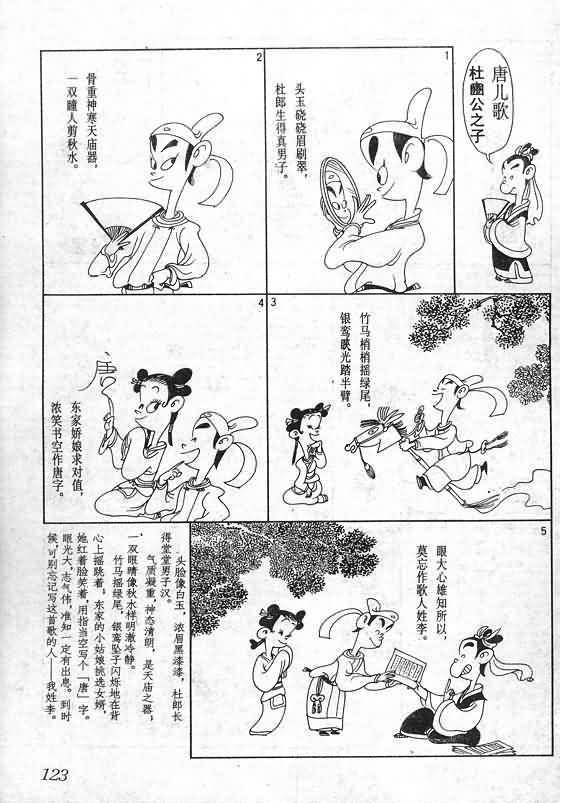 唐儿歌
杜豳公之子
1
头玉硗硗眉刷翠，
杜郎生得真男子。
2
骨重神寒天庙器，
一双瞳人剪秋水。
3
竹马梢梢摇绿尾，
银鸾睒光踏半臂。
4
唐
东家娇娘求对值，
浓笑书空作唐字。
5
眼大心雄知所以，
莫忘作歌人姓李。
头脸像白玉，浓眉黑漆漆，杜郎长
得堂堂男子汉。
气质凝重，神态清明，是天庙之器，
一双眼睛像秋水样明澈冷静。
竹马摇绿尾，银鸾坠子闪烁地在背
心上摇跳着，东家的小姑娘挑选女婿，
她红着脸笑着，用指当空写个「唐」字。
眼光大，志气伟，准知一定有出息。到时
候，可别忘记写这首歌的人——我姓李。
123